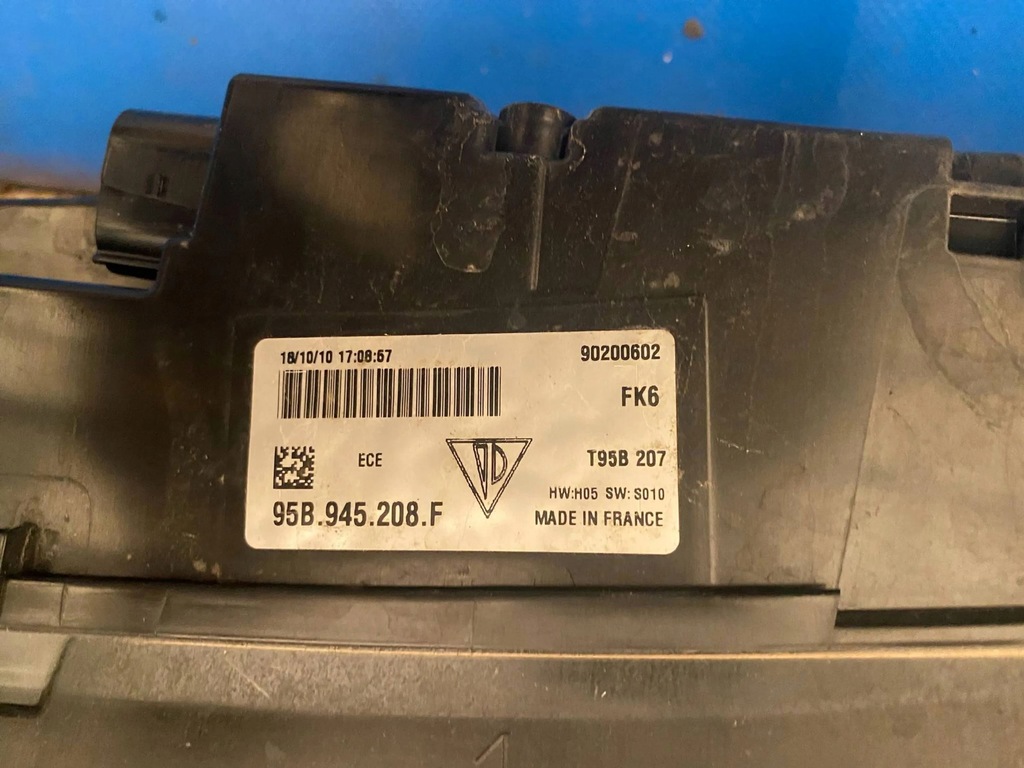 18/10/10 17:08:57
90200602
FK6
ECE
T95B 207
HW:H05 SW:S010
95B.945.208.F
MADE IN FRANCE